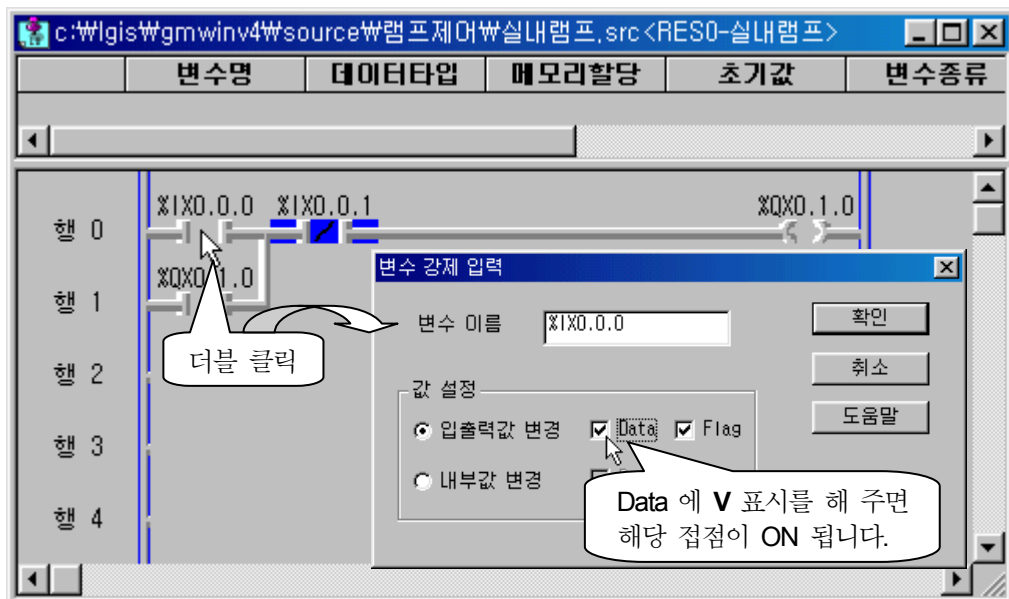 c:₩lgis₩gmwinv4₩source₩램프제어₩실내램프.src<RES0-실내램프>
변수명 데이터타입 메모리할당 초기값 변수종류
%IX0.0.0 %IX0.0.1 %QX0.1.0
행 0
%QX0.1.0
행 1
더블 클릭
행 2
행 3
행 4
변수 강제 입력
변수 이름 %IX0.0.0
확인
취소
도움말
값 설정
입출력값 변경 Data Flag
내부값 변경
Data 에 V 표시를 해 주면
해당 접점이 ON 됩니다.